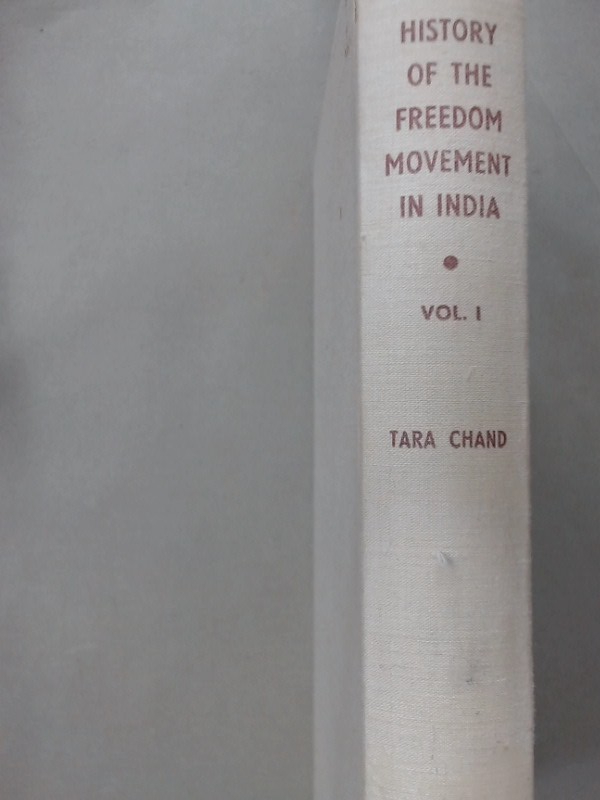 HISTORY
OF THE
FREEDOM
MOVEMENT
IN INDIA
VOL. I
TARA CHAND